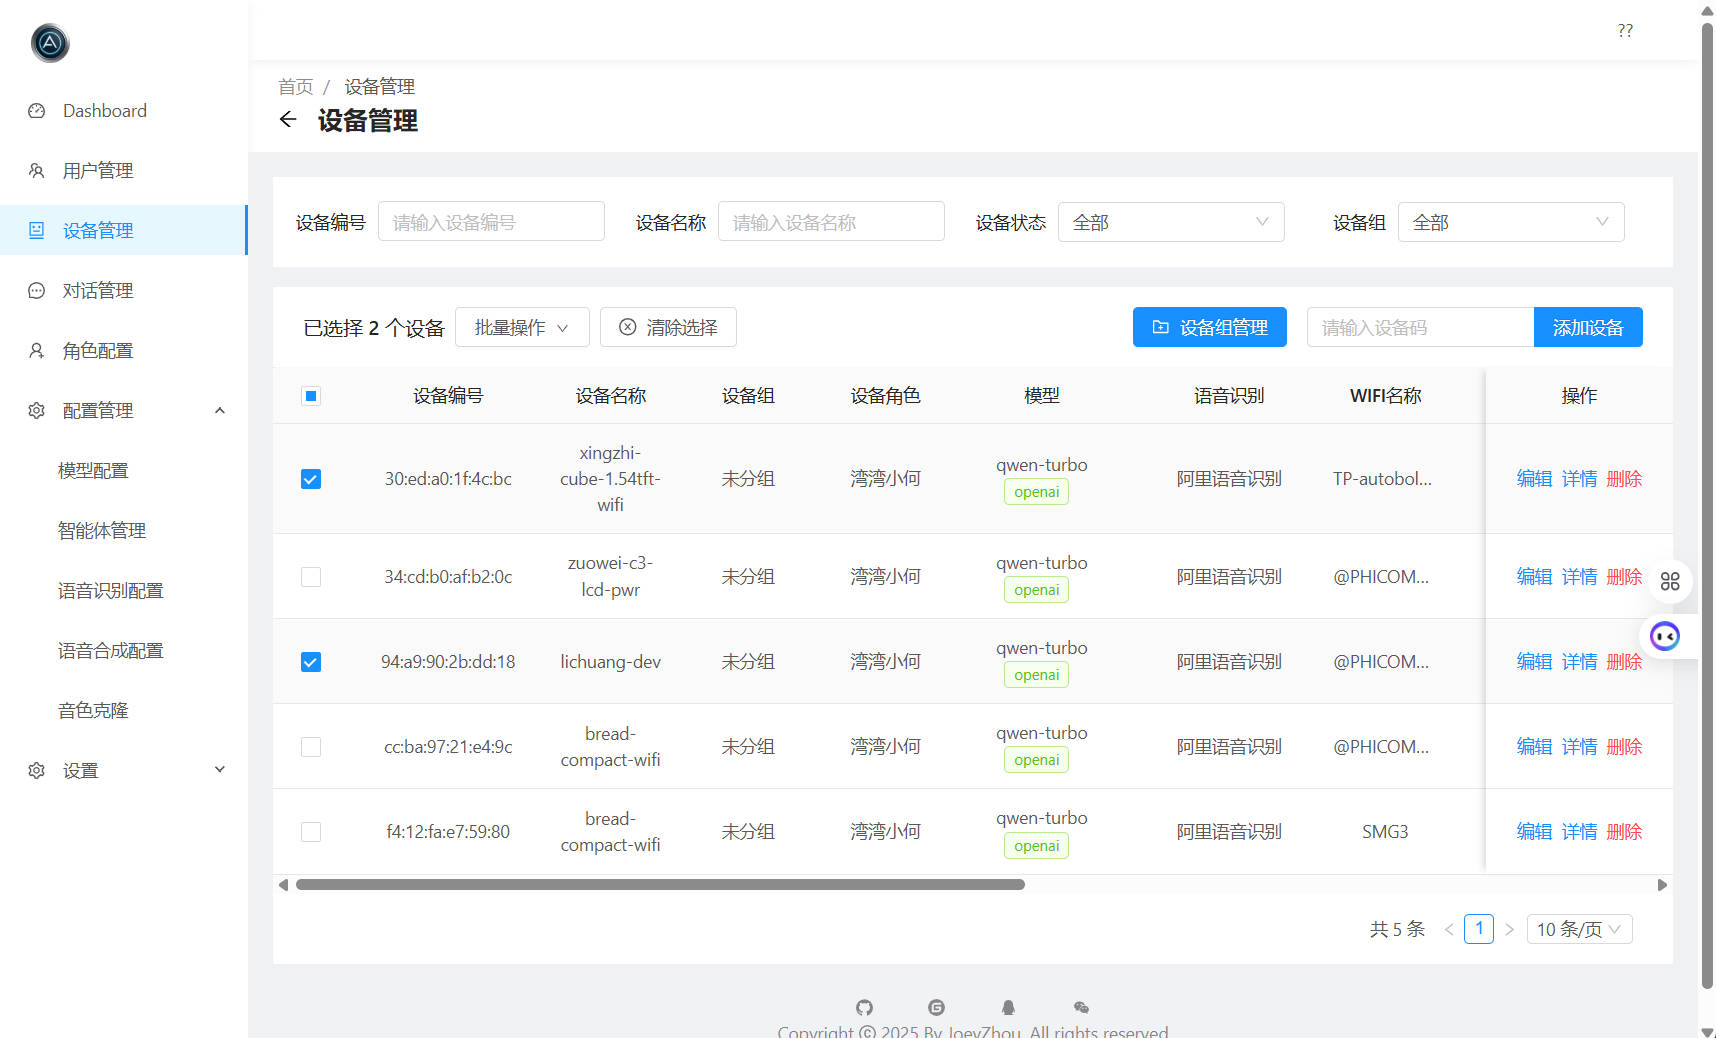 ??
Dashboard
用户管理
设备管理
对话管理
角色配置
配置管理
模型配置
智能体管理
语音识别配置
语音合成配置
音色克隆
设置
首页 / 设备管理
设备管理
设备编号 请输入设备编号 设备名称 请输入设备名称 设备状态 全部 设备组 全部
已选择 2 个设备 批量操作 清除选择 设备组管理 请输入设备码 添加设备
设备编号 设备名称 设备组 设备角色 模型 语音识别 WIFI名称 操作
30:ed:a0:1f:4c:bc xingzhi-cube-1.54tft-wifi 未分组 湾湾小何 qwen-turbo openai 阿里语音识别 TP-autobol... 编辑 详情 删除
34:cd:b0:af:b2:0c zuowei-c3-lcd-pwr 未分组 湾湾小何 qwen-turbo openai 阿里语音识别 @PHICOM... 编辑 详情 删除
94:a9:90:2b:dd:18 lichuang-dev 未分组 湾湾小何 qwen-turbo openai 阿里语音识别 @PHICOM... 编辑 详情 删除
cc:ba:97:21:e4:9c bread-compact-wifi 未分组 湾湾小何 qwen-turbo openai 阿里语音识别 @PHICOM... 编辑 详情 删除
f4:12:fa:e7:59:80 bread-compact-wifi 未分组 湾湾小何 qwen-turbo openai 阿里语音识别 SMG3 编辑 详情 删除
共 5 条 < 1 > 10 条/页
Copyright © 2025 By JoeyZhou. All rights reserved